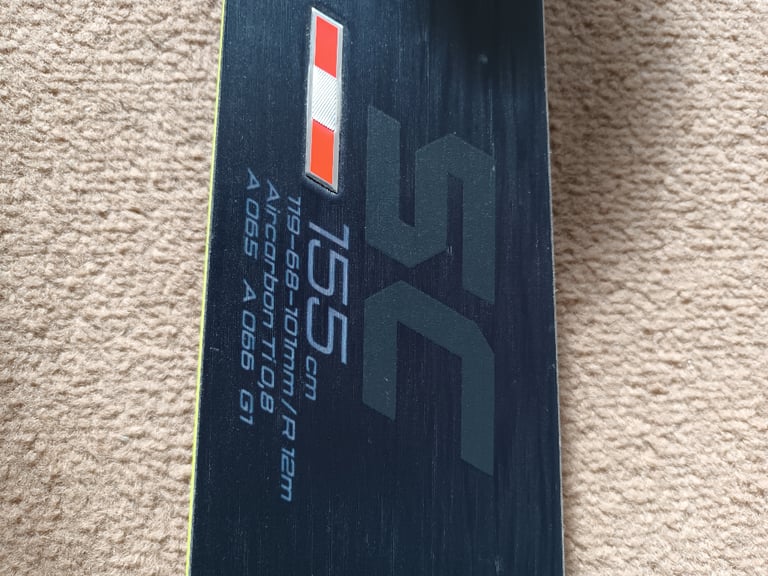 SC
155 cm
119-68-101mm/R 12m
Aircarbon Ti 0,8
A 065 A 066 G1